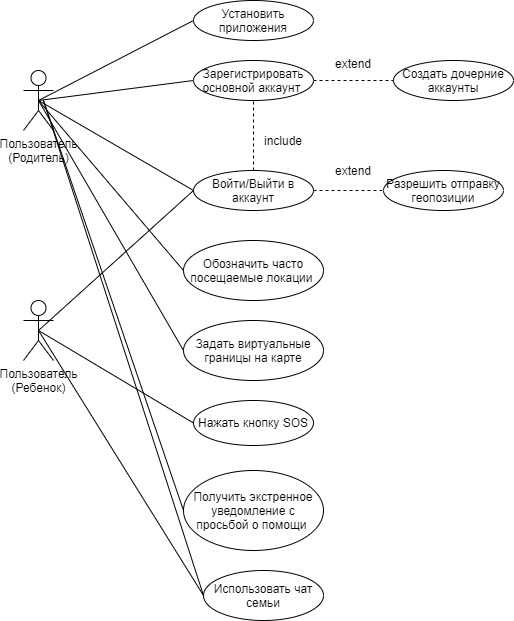 Установить
приложения
Зарегистрировать
основной аккаунт
extend
Создать дочерние
аккаунты
Пользователь
(Родитель)
include
Войти/Выйти в
аккаунт
extend
Разрешить отправку
геопозиции
Обозначить часто
посещаемые локации
Задать виртуальные
границы на карте
Пользователь
(Ребенок)
Нажать кнопку SOS
Получить экстренное
уведомление с
просьбой о помощи
Использовать чат
семьи